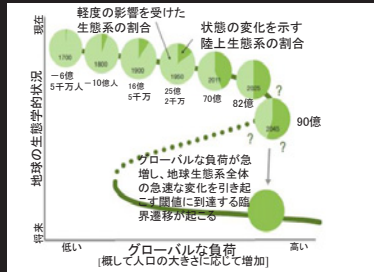 軽度の影響を受けた
生態系の割合
状態の変化を示す
陸上生態系の割合
現在
1700
1800
1900
1950
2011
2025
2045
−6億
5千万人
−10億人
16億
5千万
25億
2千万
70億
82億
90億
?
?
?
?
地球の生態学的状況
グローバルな負荷が急
増し、地球生態系全体
の急速な変化を引き起
こす閾値に到達する臨
界遷移が起こる
将来
低い
高い
グローバルな負荷
[概して人口の大きさに応じて増加]